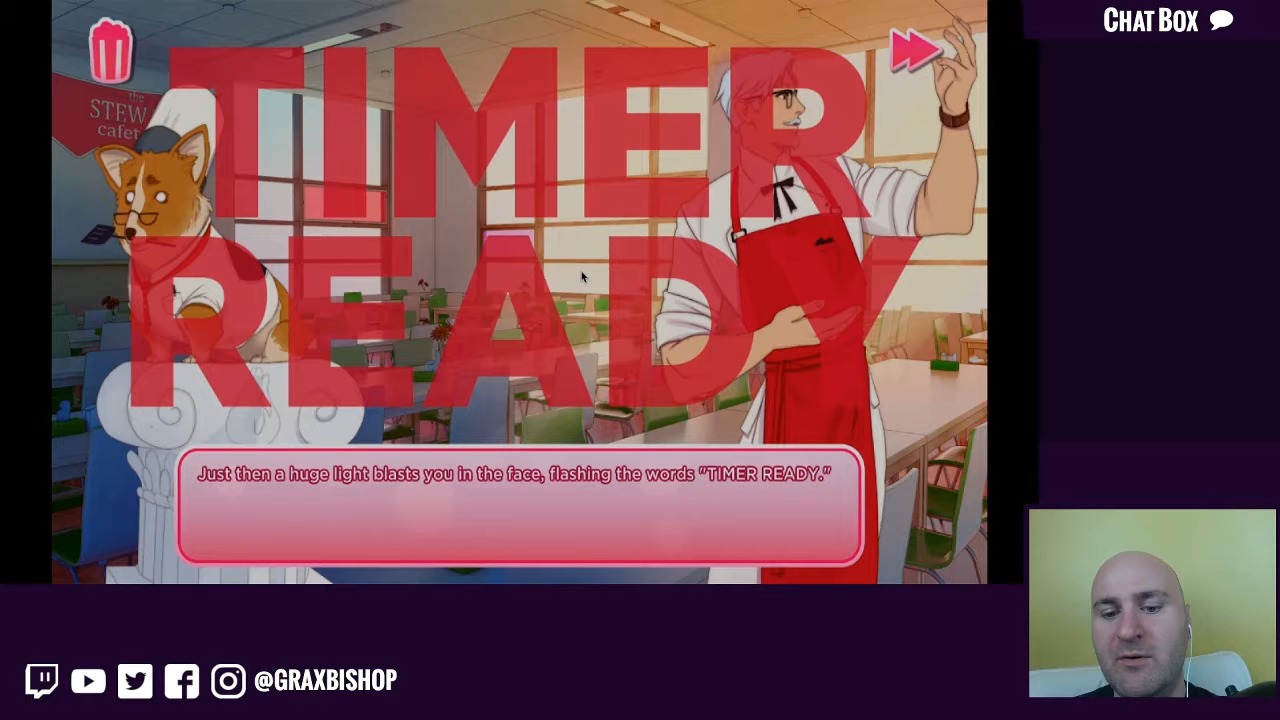 CHAT BOX
the
STEW
cafet
TIMER
READY
Just then a huge light blasts you in the face, flashing the words "TIMER READY."
@GRAXBISHOP